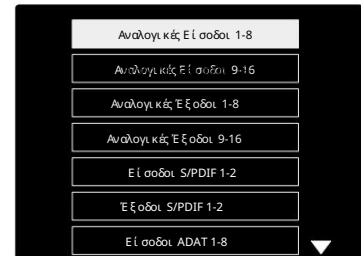 Αναλογικές Είσοδοι 1-8
Αναλογικές Είσοδοι 9-16
Αναλογικές Έξοδοι 1-8
Αναλογικές Έξοδοι 9-16
Είσοδοι S/PDIF 1-2
Έξοδοι S/PDIF 1-2
Είσοδοι ADAT 1-8